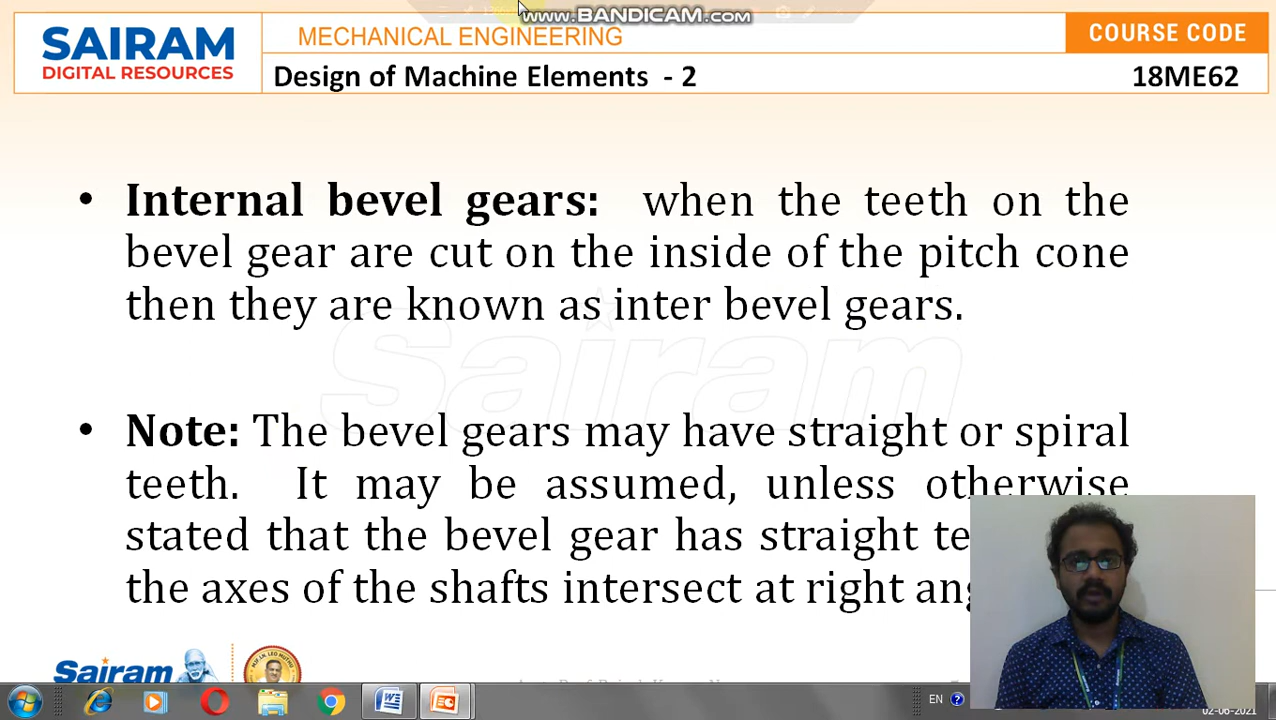 www.BANDICAM.com
SAIRAM
DIGITAL RESOURCES
MECHANICAL ENGINEERING
COURSE CODE
Design of Machine Elements - 2
18ME62
• Internal bevel gears: when the teeth on the
bevel gear are cut on the inside of the pitch cone
then they are known as inter bevel gears.
Sairam
• Note: The bevel gears may have straight or spiral
teeth. It may be assumed, unless otherwise
stated that the bevel gear has straight
the axes of the shafts intersect at right
Sairam
EN
02-06-2021